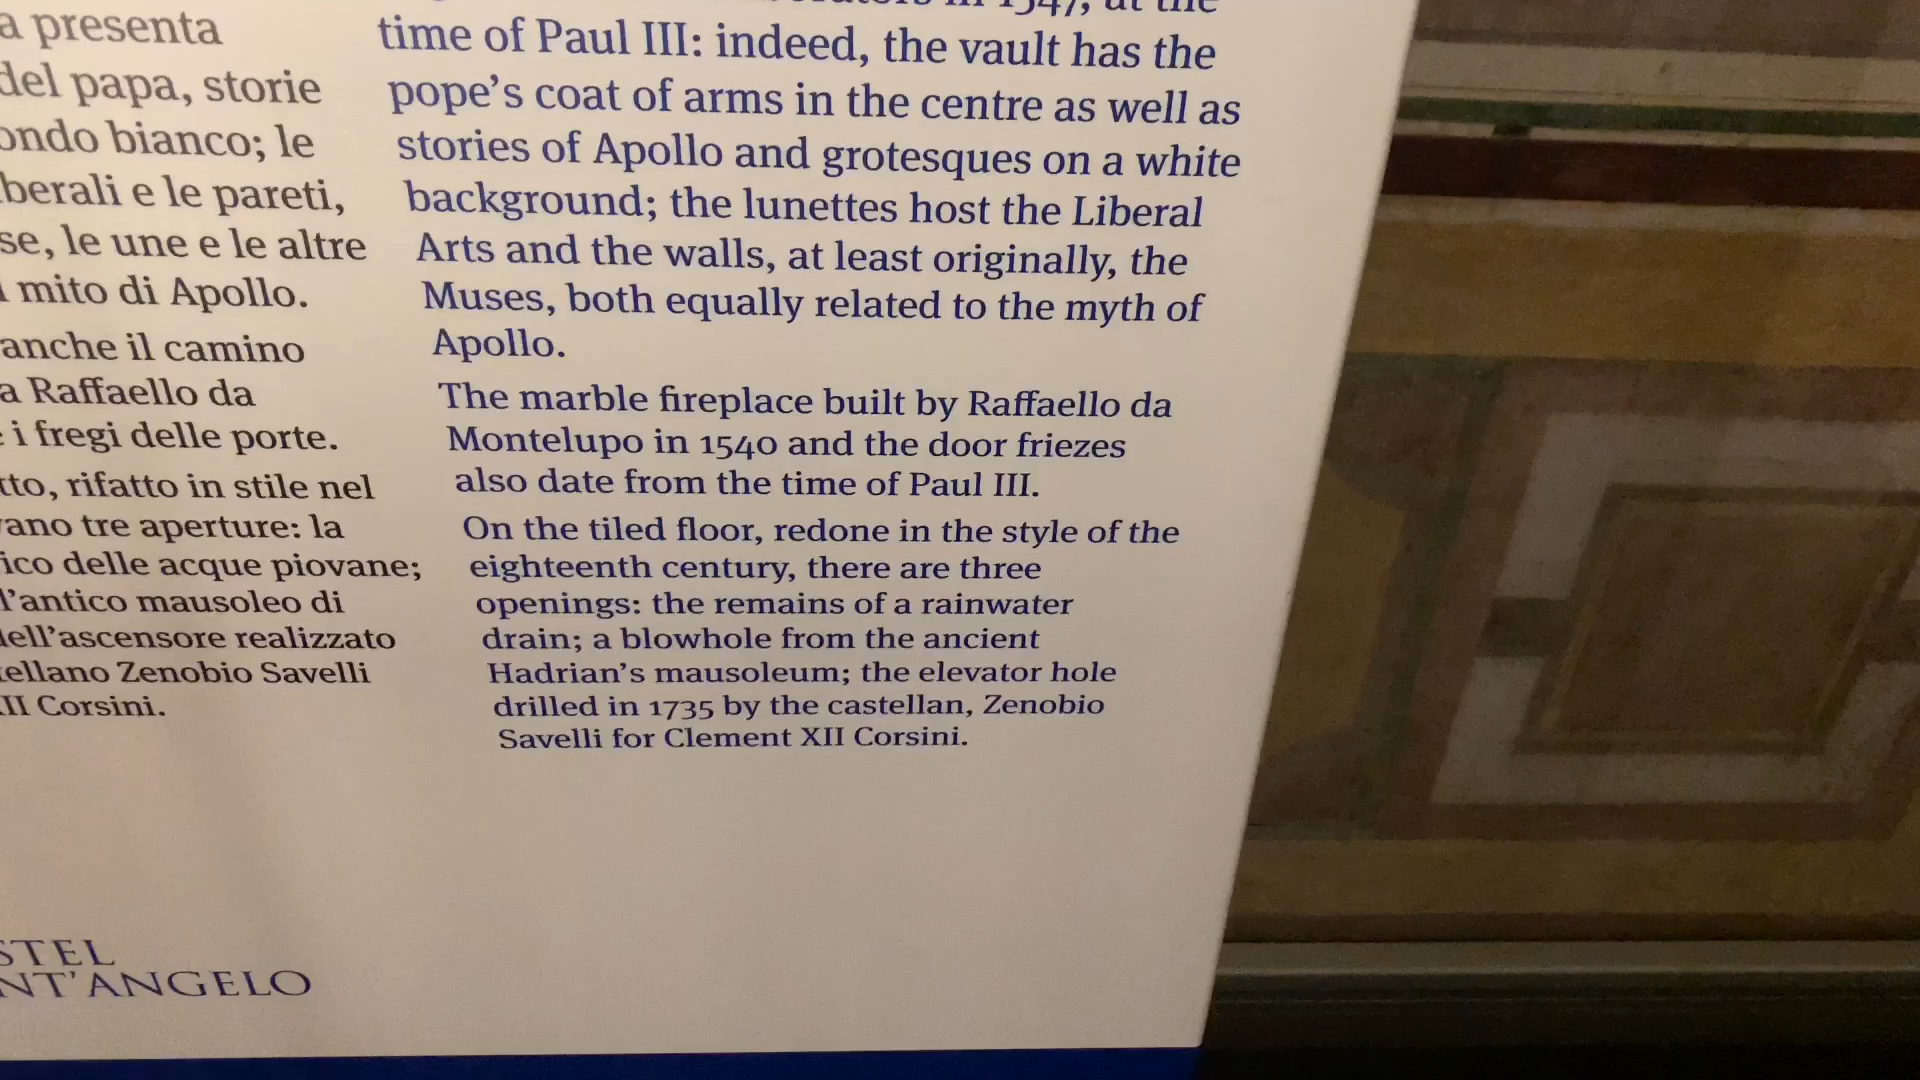 a presenta
del papa, storie
ondo bianco; le
berali e le pareti,
se, le une e le altre
mito di Apollo.
anche il camino
a Raffaello da
i fregi delle porte.
tto, rifatto in stile nel
vano tre aperture: la
ico delle acque piovane;
l'antico mausoleo di
dell'ascensore realizzato
tellano Zenobio Savelli
XII Corsini.
in 1547, at the
time of Paul III: indeed, the vault has the
pope's coat of arms in the centre as well as
stories of Apollo and grotesques on a white
background; the lunettes host the Liberal
Arts and the walls, at least originally, the
Muses, both equally related to the myth of
Apollo.
The marble fireplace built by Raffaello da
Montelupo in 1540 and the door friezes
also date from the time of Paul III.
On the tiled floor, redone in the style of the
eighteenth century, there are three
openings: the remains of a rainwater
drain; a blowhole from the ancient
Hadrian's mausoleum; the elevator hole
drilled in 1735 by the castellan, Zenobio
Savelli for Clement XII Corsini.
STEL
NT'ANGELO